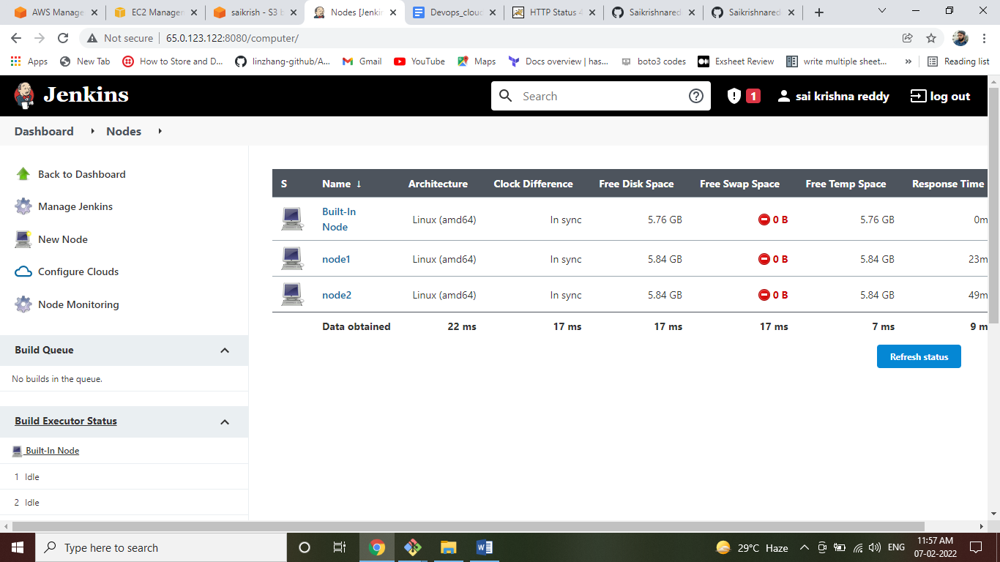 AWS Manage
EC2 Manager
saikrish - S3 b
Nodes [Jenkin
Devops_cloud
HTTP Status 4
Saikrishnared
Saikrishnared
Not secure
65.0.123.122:8080/computer/
Apps
New Tab
How to Store and D...
linzhang-github/A...
Gmail
YouTube
Maps
Docs overview | has...
boto3 codes
Exsheet Review
write multiple sheet...
»
Reading list
Jenkins
Search
1
sai krishna reddy
log out
Dashboard
Nodes
Back to Dashboard
Manage Jenkins
New Node
Configure Clouds
Node Monitoring
Build Queue
No builds in the queue.
Build Executor Status
Built-In Node
1 Idle
2 Idle
S Name ↓ Architecture Clock Difference Free Disk Space Free Swap Space Free Temp Space Response Time
Built-In
Node
Linux (amd64) In sync 5.76 GB 0 B 5.76 GB 0m
node1 Linux (amd64) In sync 5.84 GB 0 B 5.84 GB 23m
node2 Linux (amd64) In sync 5.84 GB 0 B 5.84 GB 49m
Data obtained 22 ms 17 ms 17 ms 17 ms 7 ms 9 m
Refresh status
Type here to search
29°C Haze
ENG
11:57 AM
07-02-2022